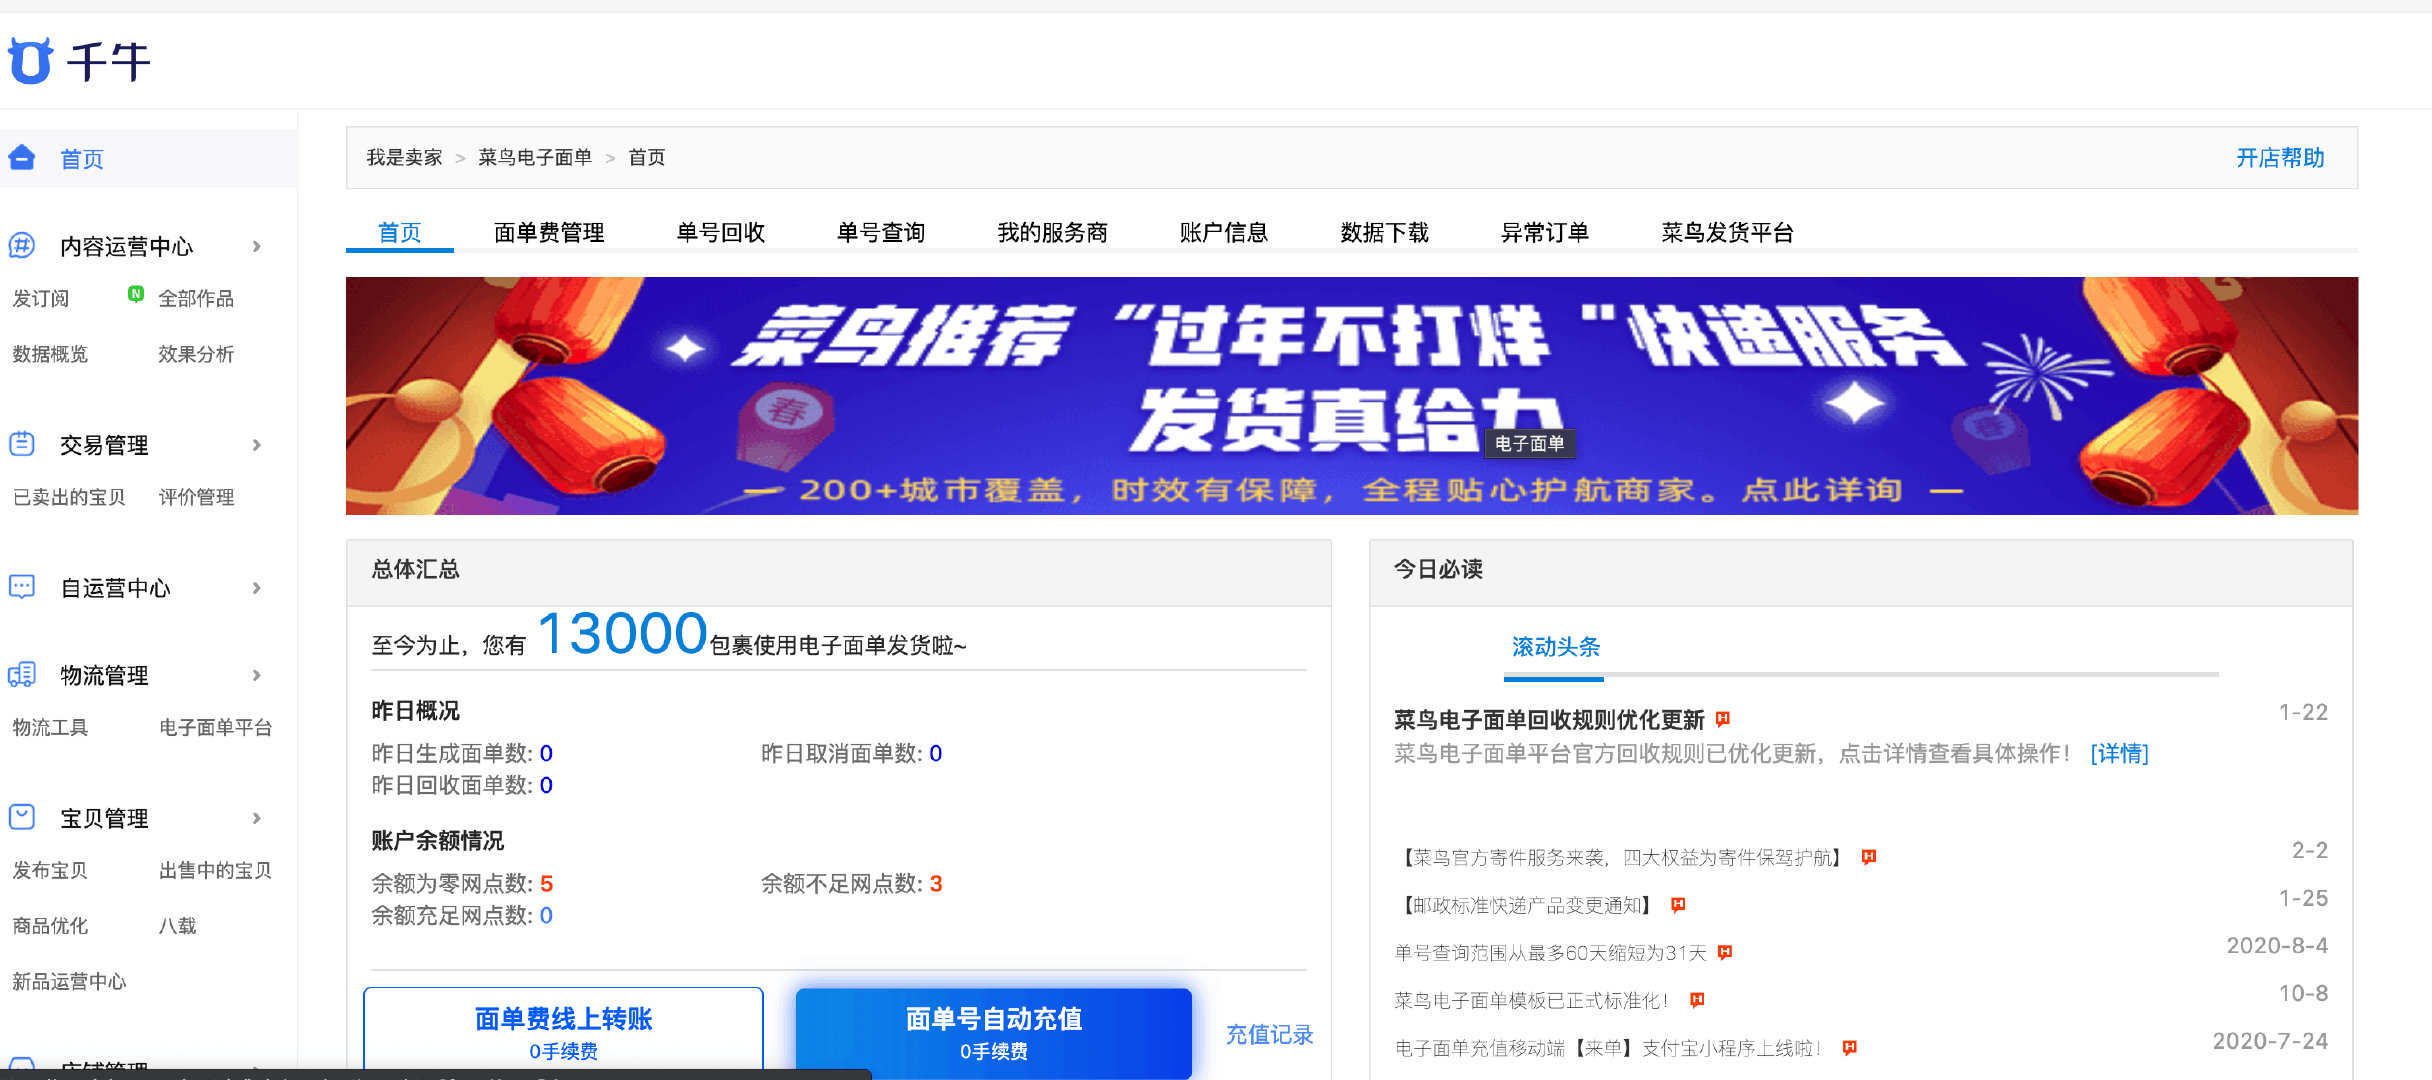 千牛
首页
内容运营中心
发订阅 N 全部作品
数据概览 效果分析
交易管理
已卖出的宝贝 评价管理
自运营中心
物流管理
物流工具 电子面单平台
宝贝管理
发布宝贝 出售中的宝贝
商品优化 八载
新品运营中心
店铺管理
我是卖家 > 菜鸟电子面单 > 首页 开店帮助
首页 面单费管理 单号回收 单号查询 我的服务商 账户信息 数据下载 异常订单 菜鸟发货平台
菜鸟推荐“过年不打烊“快递服务
发货真给力
春
春
电子面单
— 200+城市覆盖，时效有保障，全程贴心护航商家。点此详询 —
总体汇总
至今为止，您有 13000包裹使用电子面单发货啦~
昨日概况
昨日生成面单数: 0 昨日取消面单数: 0
昨日回收面单数: 0
账户余额情况
余额为零网点数: 5 余额不足网点数: 3
余额充足网点数: 0
面单费线上转账
0手续费
面单号自动充值
0手续费
充值记录
今日必读
滚动头条
菜鸟电子面单回收规则优化更新 H 1-22
菜鸟电子面单平台官方回收规则已优化更新，点击详情查看具体操作！ [详情]
【菜鸟官方寄件服务来袭，四大权益为寄件保驾护航】 H 2-2
【邮政标准快递产品变更通知】 H 1-25
单号查询范围从最多60天缩短为31天 H 2020-8-4
菜鸟电子面单模板已正式标准化！ H 10-8
电子面单充值移动端【来单】支付宝小程序上线啦！ H 2020-7-24